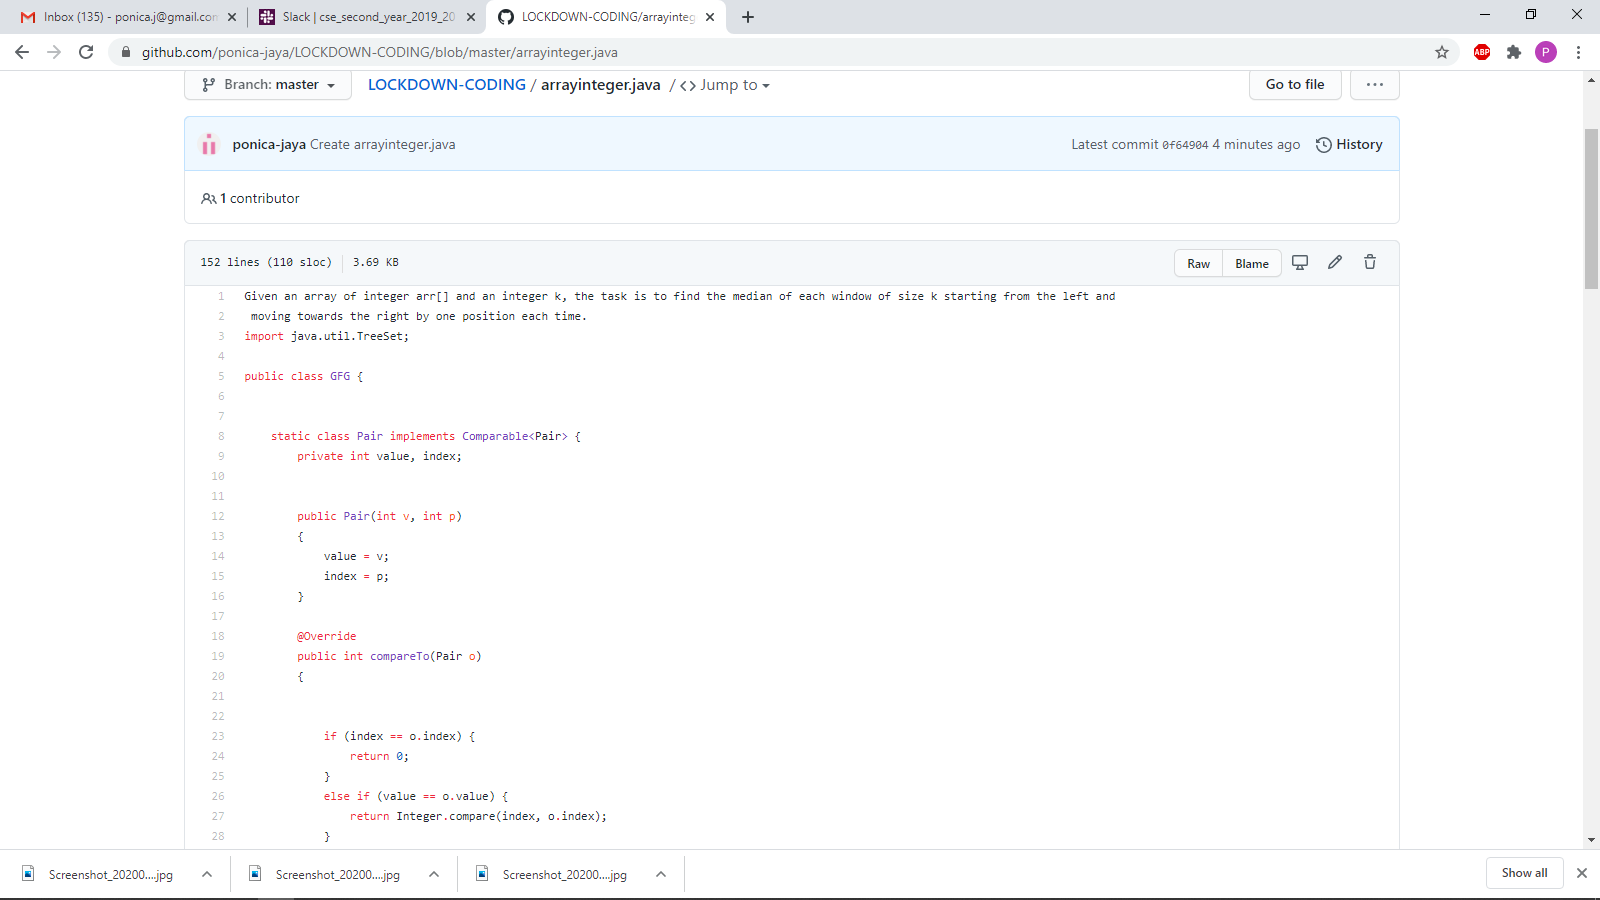 Inbox (135) - ponica.j@gmail.com
Slack | cse_second_year_2019_20
LOCKDOWN-CODING/arrayinteg
github.com/ponica-jaya/LOCKDOWN-CODING/blob/master/arrayinteger.java
ABP
P
Branch: master
LOCKDOWN-CODING / arrayinteger.java / <> Jump to
Go to file
...
ponica-jaya Create arrayinteger.java
Latest commit 0f64904 4 minutes ago
History
1 contributor
152 lines (110 sloc) 3.69 KB
Raw
Blame
1 Given an array of integer arr[] and an integer k, the task is to find the median of each window of size k starting from the left and
2 moving towards the right by one position each time.
3 import java.util.TreeSet;
4
5 public class GFG {
6
7
8 static class Pair implements Comparable<Pair> {
9 private int value, index;
10
11
12 public Pair(int v, int p)
13 {
14 value = v;
15 index = p;
16 }
17
18 @Override
19 public int compareTo(Pair o)
20 {
21
22
23 if (index == o.index) {
24 return 0;
25 }
26 else if (value == o.value) {
27 return Integer.compare(index, o.index);
28 }
Screenshot_20200....jpg
Screenshot_20200....jpg
Screenshot_20200....jpg
Show all